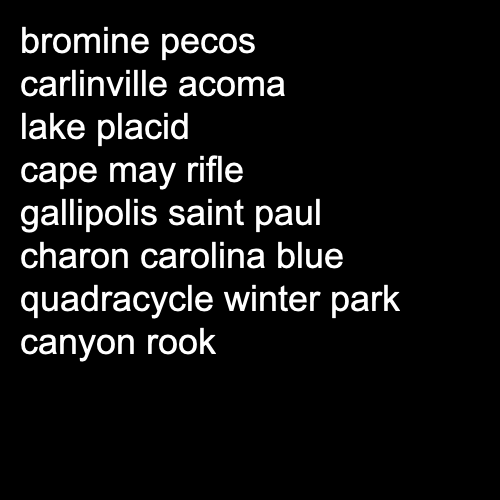 bromine pecos
carlinville acoma
lake placid
cape may rifle
gallipolis saint paul
charon carolina blue
quadracycle winter park
canyon rook